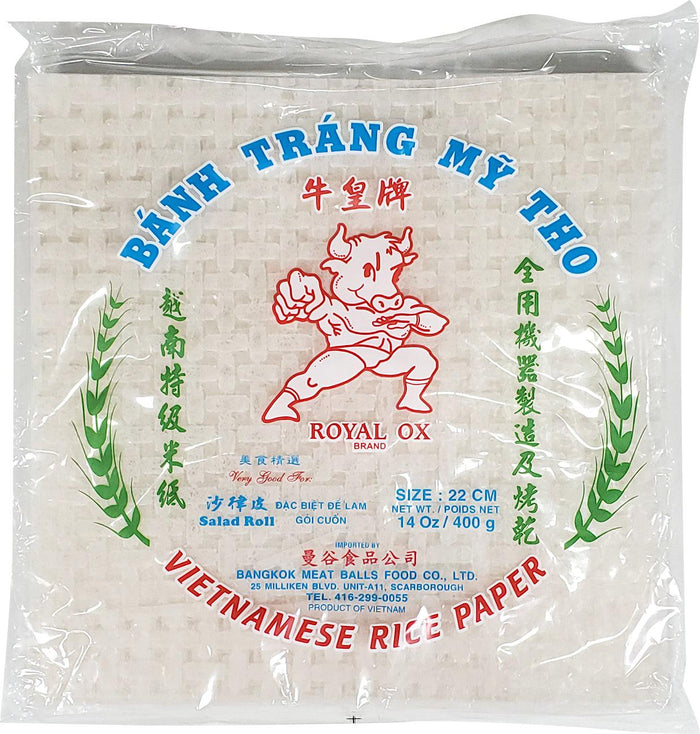 BÁNH TRÁNG MỸ THO
牛皇牌
越南特级米紙
全用機器製造及烤乾
ROYAL OX
BRAND
美食精選
Very Good For:
沙律皮 ĐẶC BIỆT ĐỂ LAM
Salad Roll GỎI CUỐN
SIZE : 22 CM
NET WT. / POIDS NET
14 Oz / 400 g
IMPORTED BY
曼谷食品公司
BANGKOK MEAT BALLS FOOD CO., LTD.
25 MILLIKEN BLVD. UNIT-A11, SCARBOROUGH
TEL. 416-299-0055
PRODUCT OF VIETNAM
VIETNAMESE RICE PAPER